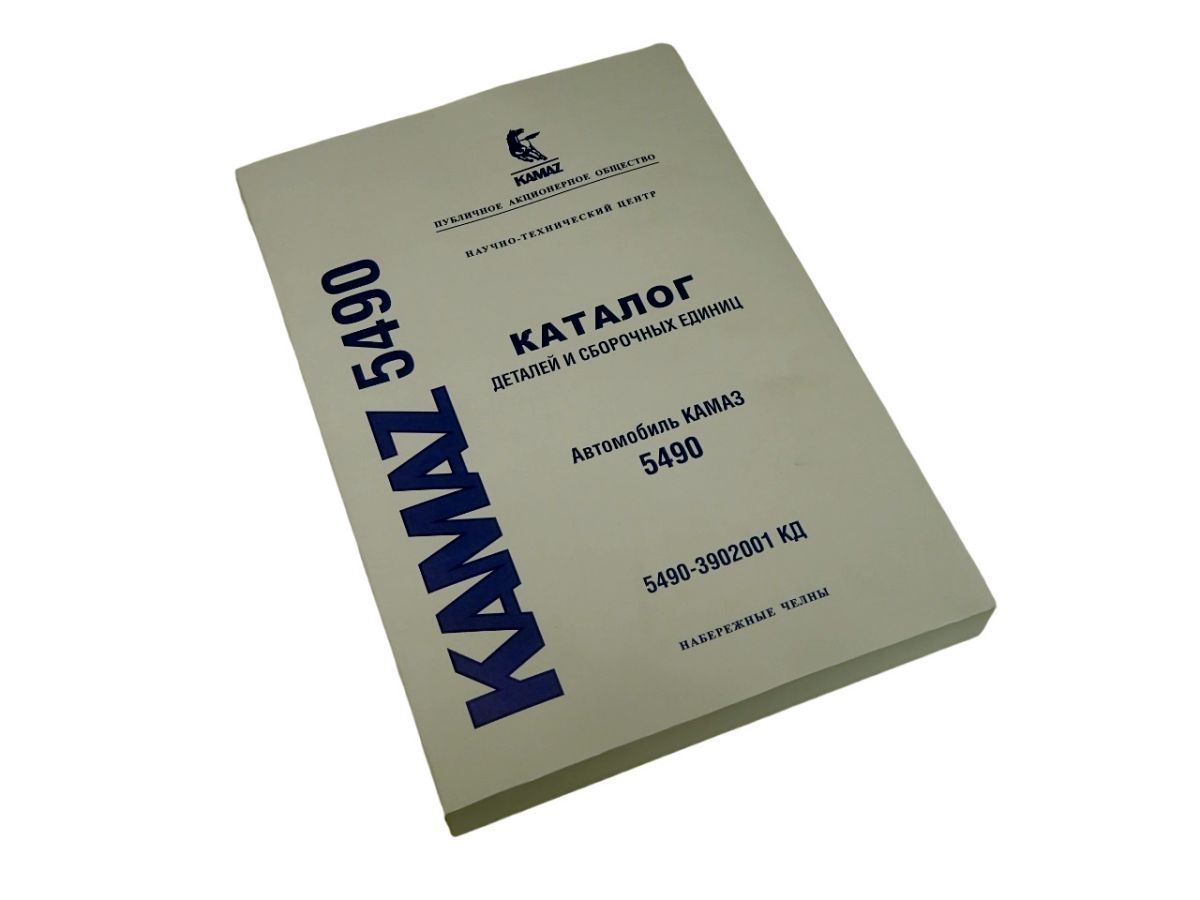 KAMAZ
ПУБЛИЧНОЕ АКЦИОНЕРНОЕ ОБЩЕСТВО
НАУЧНО-ТЕХНИЧЕСКИЙ ЦЕНТР
KAMAZ 5490
КАТАЛОГ
ДЕТАЛЕЙ И СБОРОЧНЫХ ЕДИНИЦ
Автомобиль КАМАЗ
5490
5490-3902001 КД
НАБЕРЕЖНЫЕ ЧЕЛНЫ